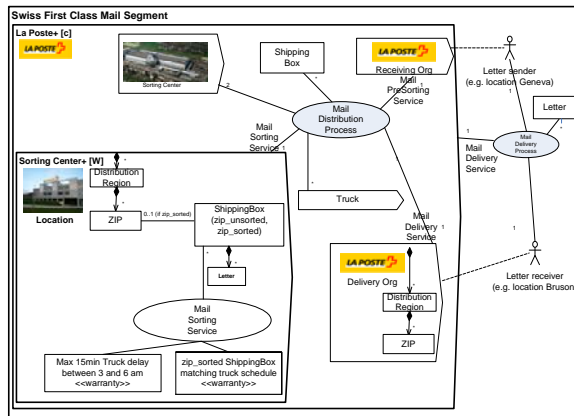 Swiss First Class Mail Segment
La Poste+ [c]
LA POSTE
Sorting Center
2
Shipping
Box
*
LA POSTE
Receiving Org
Mail
PreSorting
Service
1
Letter sender
(e.g. location Geneva)
1
Letter
1
*
Mail
Distribution
Process
Mail
Sorting
Service
1
1
Mail
Delivery
Service
Mail
Delivery
Process
*
Truck
Mail
Delivery
Service
1
1
Sorting Center+ [W]
*
Distribution
Region
Location
*
ZIP
0..1 (if zip_sorted)
*
ShippingBox
(zip_unsorted,
zip_sorted)
*
Letter
*
Mail
Sorting
Service
Max 15min Truck delay
between 3 and 6 am
<<warranty>>
zip_sorted ShippingBox
matching truck schedule
<<warranty>>
LA POSTE
Delivery Org
*
Distribution
Region
*
ZIP
Letter receiver
(e.g. location Bruson